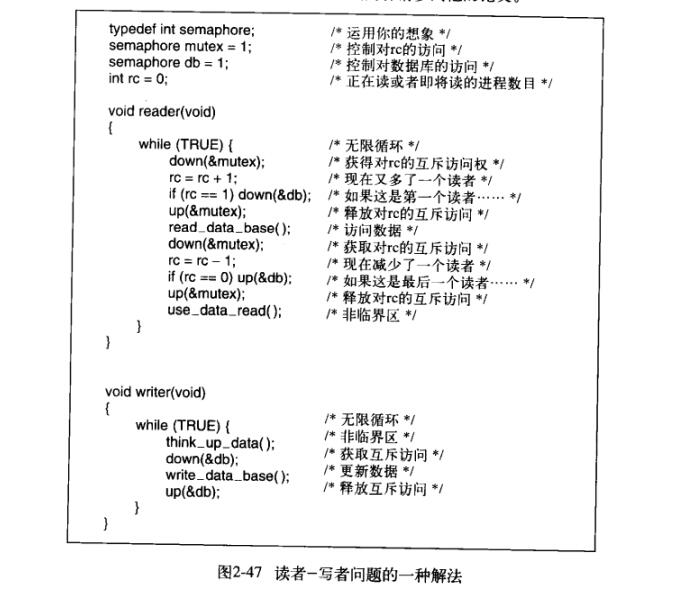 typedef int semaphore; /* 运用你的想象 */
semaphore mutex = 1; /* 控制对rc的访问 */
semaphore db = 1; /* 控制对数据库的访问 */
int rc = 0; /* 正在读或者即将读的进程数目 */
void reader(void)
{
while (TRUE) { /* 无限循环 */
down(&mutex); /* 获得对rc的互斥访问权 */
rc = rc + 1; /* 现在又多了一个读者 */
if (rc == 1) down(&db); /* 如果这是第一个读者…… */
up(&mutex); /* 释放对rc的互斥访问 */
read_data_base(); /* 访问数据 */
down(&mutex); /* 获取对rc的互斥访问 */
rc = rc – 1; /* 现在减少了一个读者 */
if (rc == 0) up(&db); /* 如果这是最后一个读者…… */
up(&mutex); /* 释放对rc的互斥访问 */
use_data_read(); /* 非临界区 */
}
}
void writer(void)
{
while (TRUE) { /* 无限循环 */
think_up_data(); /* 非临界区 */
down(&db); /* 获取互斥访问 */
write_data_base(); /* 更新数据 */
up(&db); /* 释放互斥访问 */
}
}
图2-47 读者–写者问题的一种解法